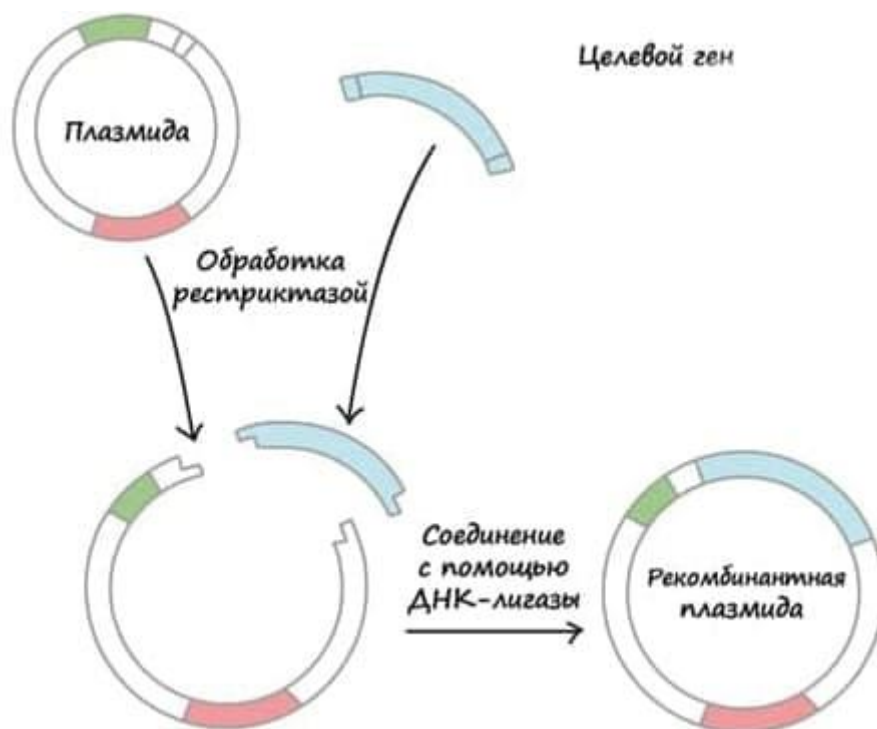 Целевой ген
Плазмида
Обработка
рестриктазой
Соединение
с помощью
ДНК-лигазы
Рекомбинантная
плазмида